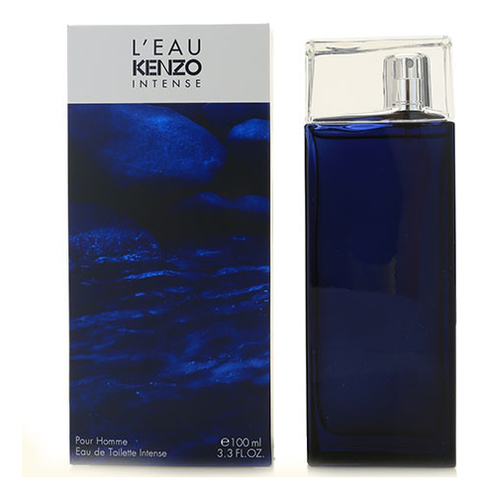 L'EAU
KENZO
INTENSE
Pour Homme
Eau de Toilette Intense
℮100 ml
3.3 FL.OZ.